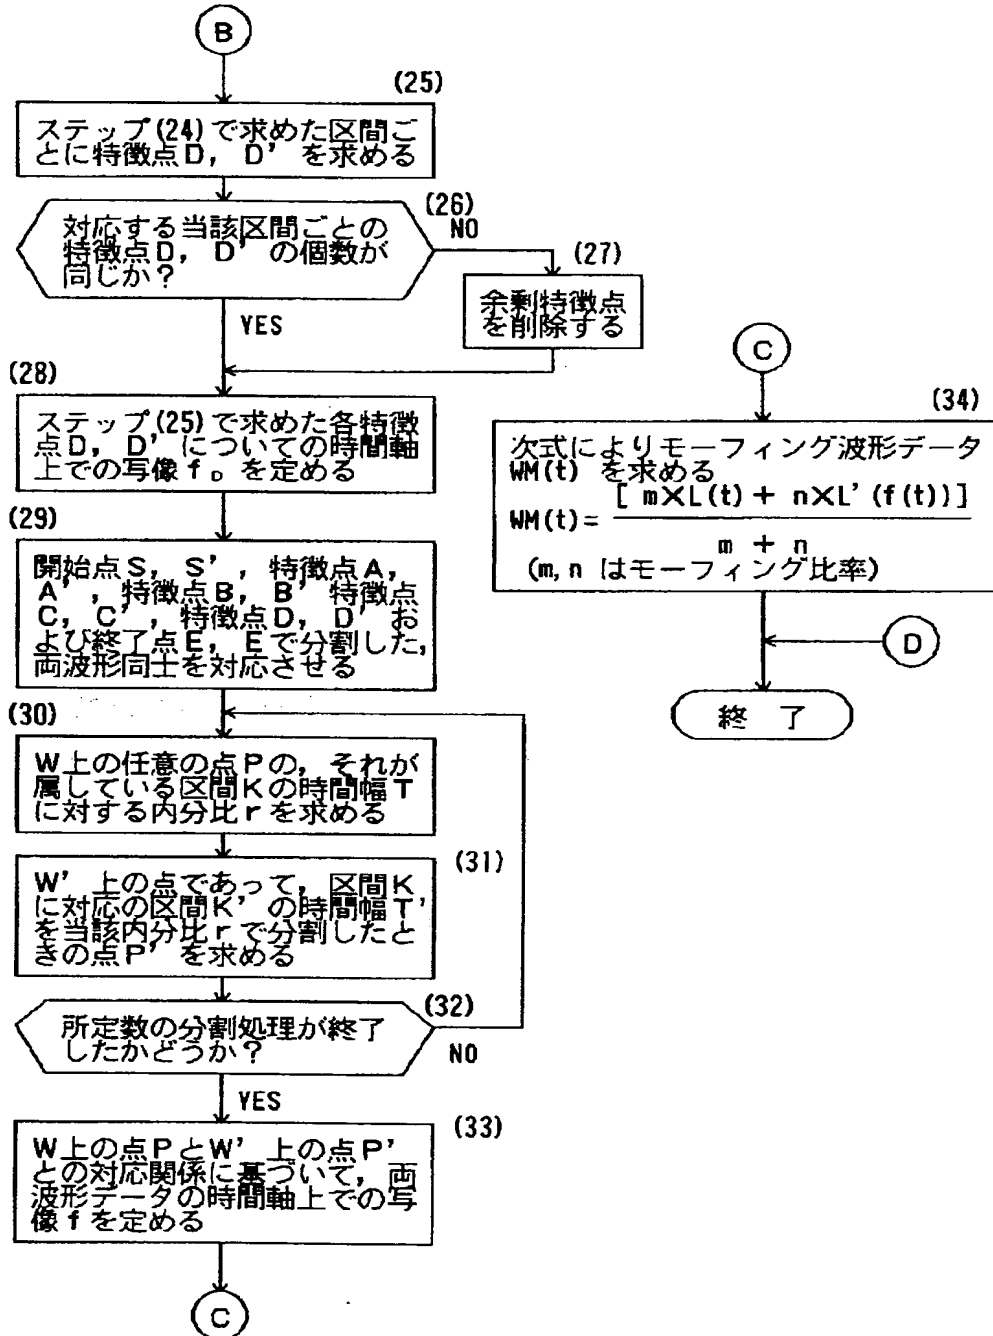 B
(25)
ステップ(24)で求めた区間ご
とに特徴点D, D'を求める
(26)
対応する当該区間ごとの
特徴点D, D'の個数が
同じか?
NO
YES
(27)
余剰特徴点
を削除する
(28)
ステップ(25)で求めた各特徴
点D, D'についての時間軸
上での写像f_Dを定める
(29)
開始点S, S', 特徴点A,
A', 特徴点B, B' 特徴点
C, C', 特徴点D, D'お
よび終了点E, Eで分割した,
両波形同士を対応させる
(30)
W上の任意の点Pの, それが
属している区間Kの時間幅T
に対する内分比rを求める
(31)
W'上の点であって, 区間K
に対応の区間K'の時間幅T'
を当該内分比rで分割したと
きの点P'を求める
(32)
所定数の分割処理が終了
したかどうか?
NO
YES
(33)
W上の点PとW'上の点P'
との対応関係に基づいて, 両
波形データの時間軸上での写
像fを定める
C
C
(34)
次式によりモーフィング波形データ
WM(t) を求める
[ m×L(t) + n×L'(f(t))]
WM(t)=
m + n
(m,n はモーフィング比率)
D
終 了